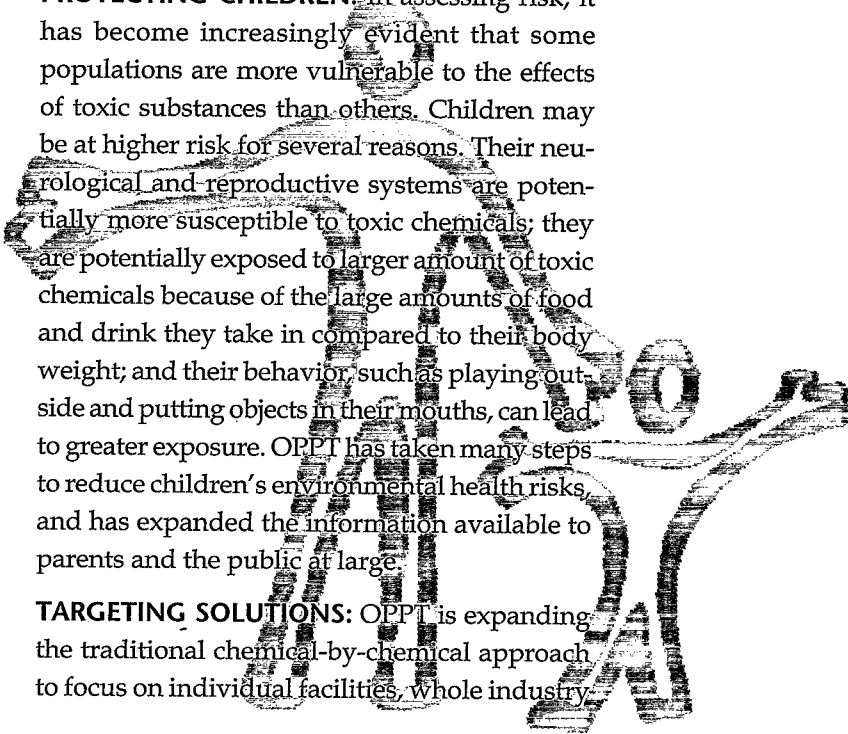 PROTECTING CHILDREN: In assessing risk, it
has become increasingly evident that some
populations are more vulnerable to the effects
of toxic substances than others. Children may
be at higher risk for several reasons. Their neu-
rological and reproductive systems are poten-
tially more susceptible to toxic chemicals; they
are potentially exposed to larger amount of toxic
chemicals because of the large amounts of food
and drink they take in compared to their body
weight; and their behavior, such as playing out-
side and putting objects in their mouths, can lead
to greater exposure. OPPT has taken many steps
to reduce children's environmental health risks,
and has expanded the information available to
parents and the public at large.
TARGETING SOLUTIONS: OPPT is expanding
the traditional chemical-by-chemical approach
to focus on individual facilities, whole industry